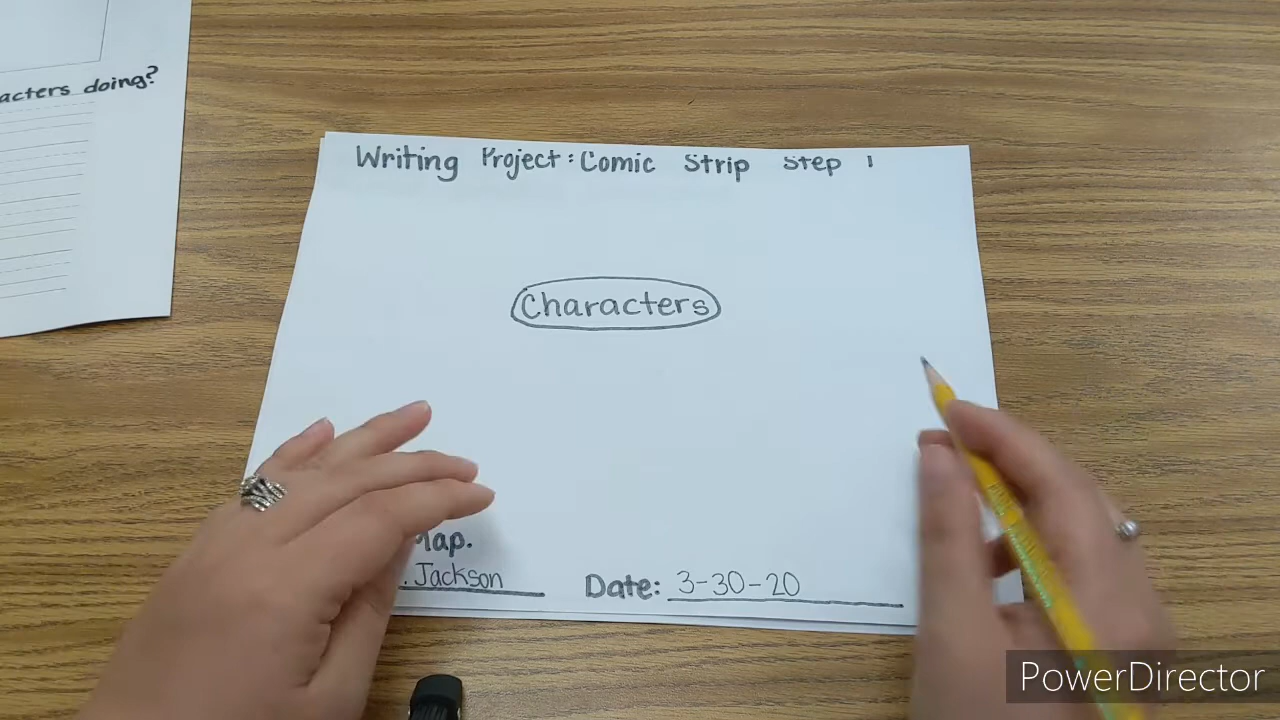 acters doing?
Writing Project: Comic Strip Step 1
Characters
Map.
. Jackson
Date: 3-30-20
PowerDirector